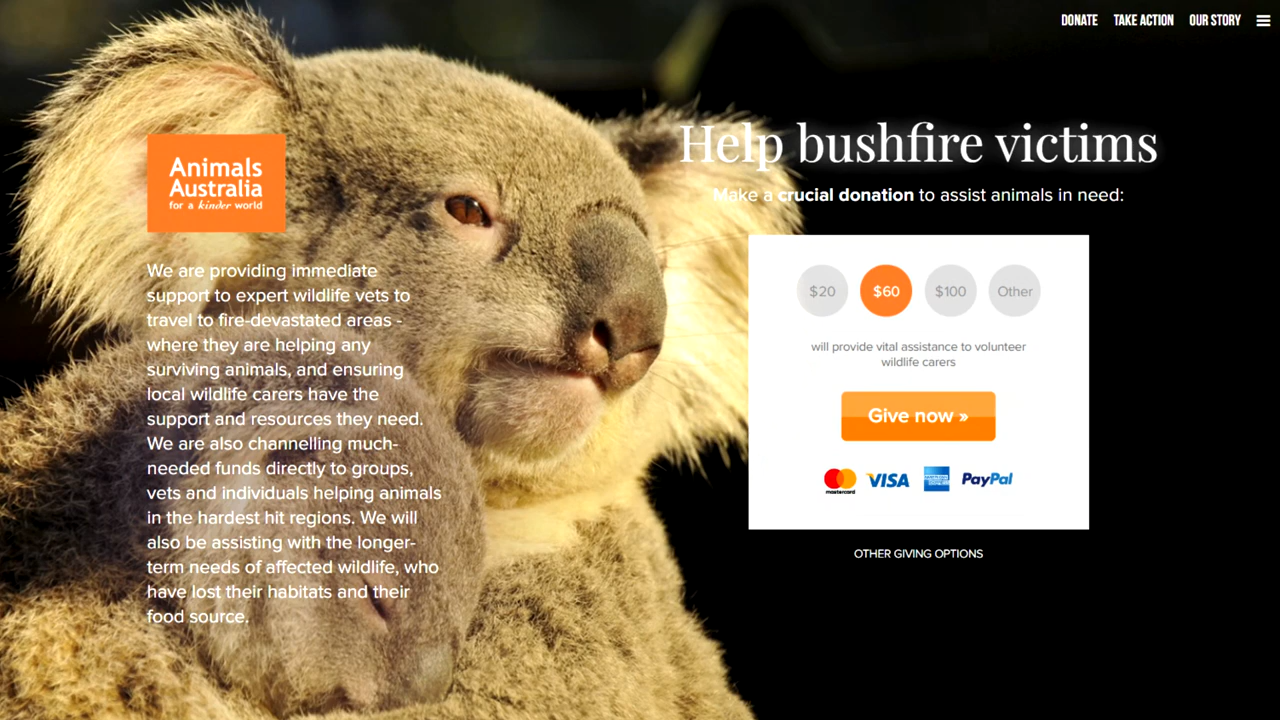 DONATE TAKE ACTION OUR STORY
Animals
Australia
for a kinder world
We are providing immediate
support to expert wildlife vets to
travel to fire-devastated areas -
where they are helping any
surviving animals, and ensuring
local wildlife carers have the
support and resources they need.
We are also channelling much-
needed funds directly to groups,
vets and individuals helping animals
in the hardest hit regions. We will
also be assisting with the longer-
term needs of affected wildlife, who
have lost their habitats and their
food source.
Help bushfire victims
Make a crucial donation to assist animals in need:
$20 $60 $100 Other
will provide vital assistance to volunteer
wildlife carers
Give now »
mastercard VISA AMERICAN EXPRESS PayPal
OTHER GIVING OPTIONS